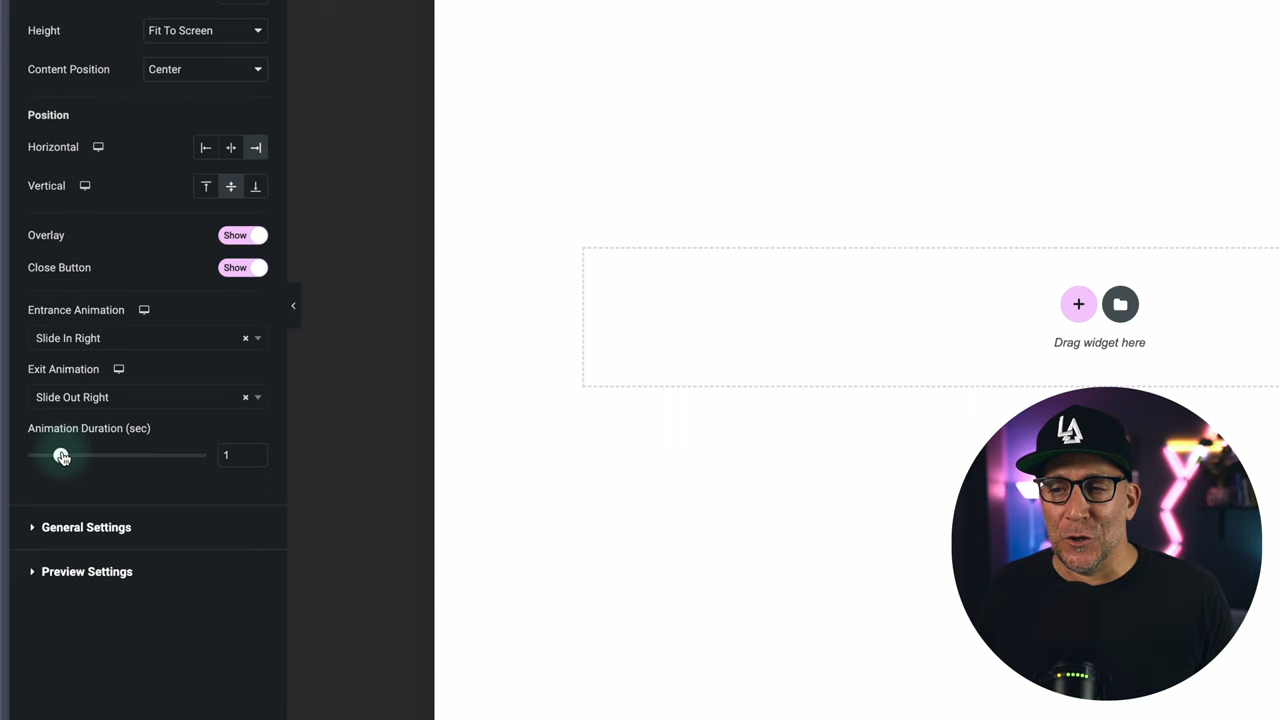 Height
Fit To Screen
Content Position
Center
Position
Horizontal
Vertical
Overlay
Show
Close Button
Show
Entrance Animation
Slide In Right
×
Exit Animation
Slide Out Right
×
Animation Duration (sec)
1
General Settings
Preview Settings
+
Drag widget here
LA